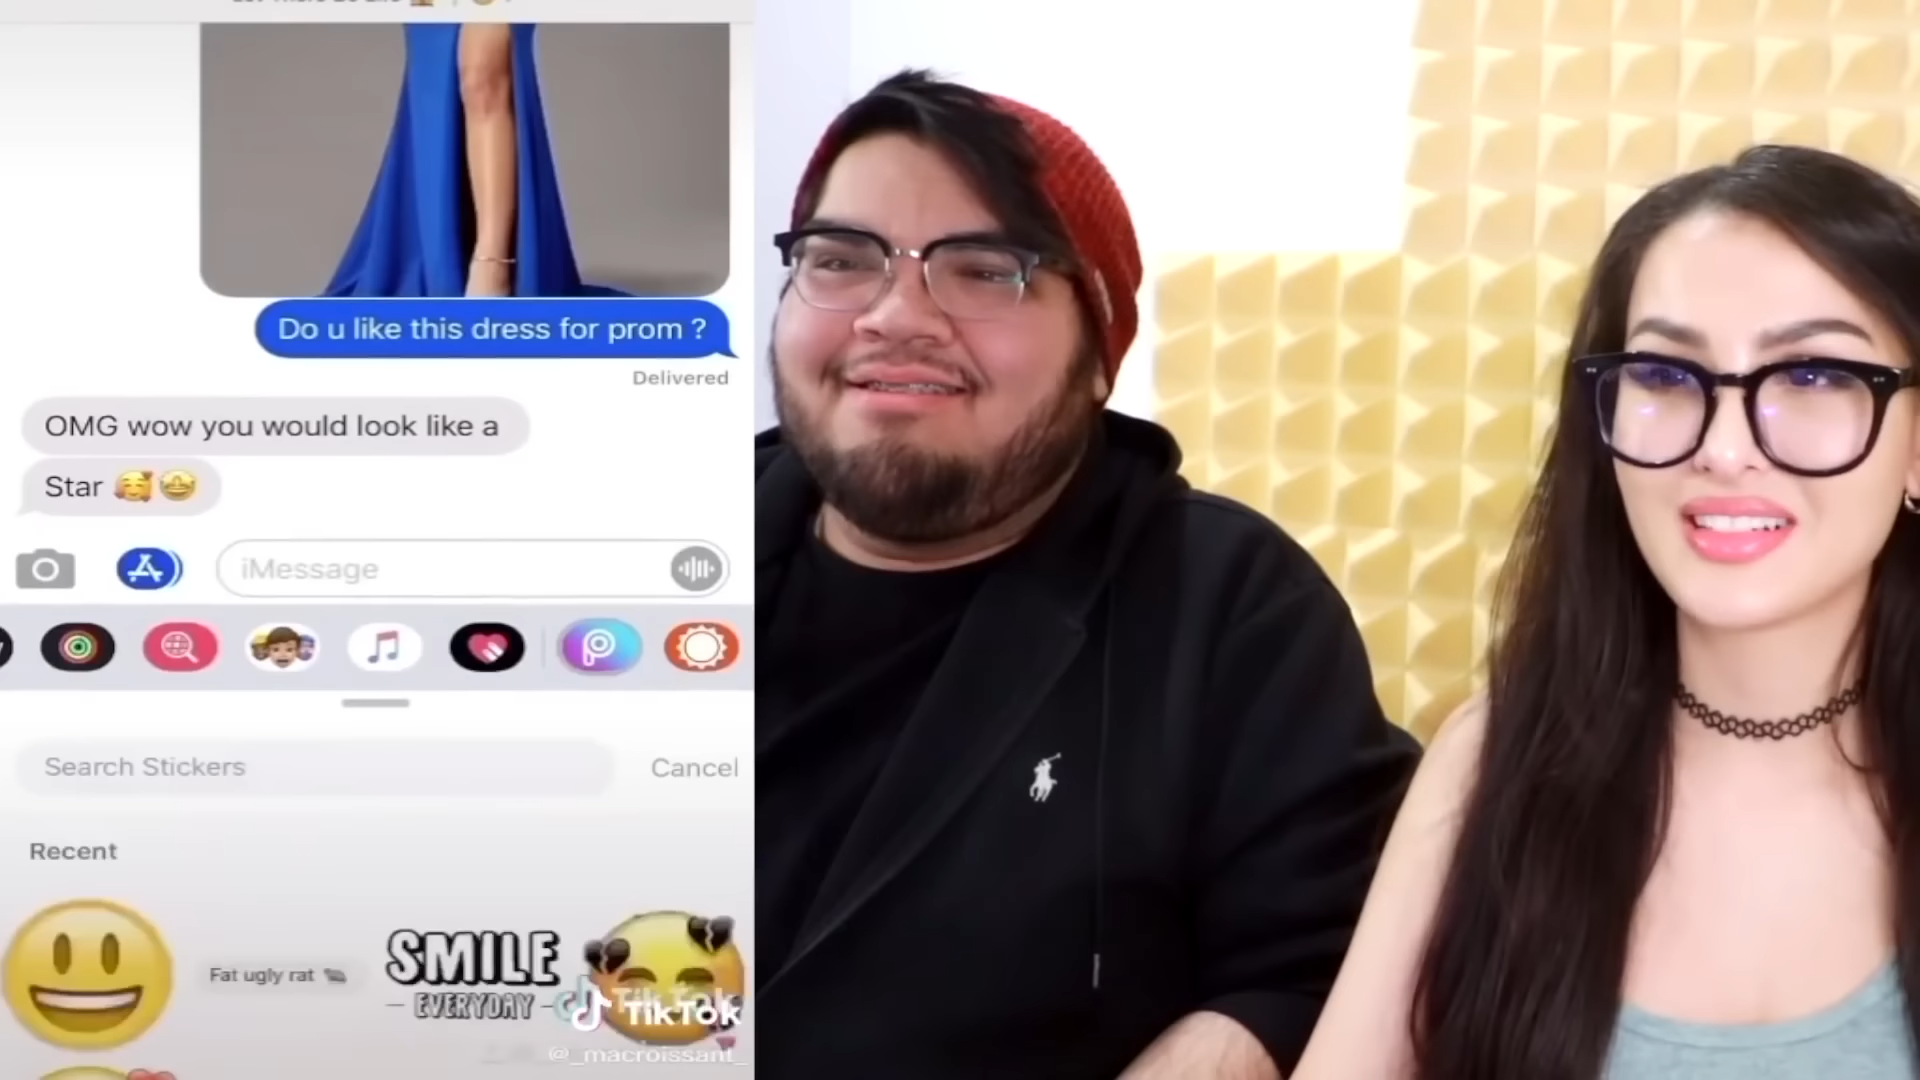 Do u like this dress for prom ?
Delivered
OMG wow you would look like a
Star 🥰🤩
iMessage
Search Stickers
Cancel
Recent
Fat ugly rat 🐀
SMILE
EVERYDAY
TikTok
@_macroissant_